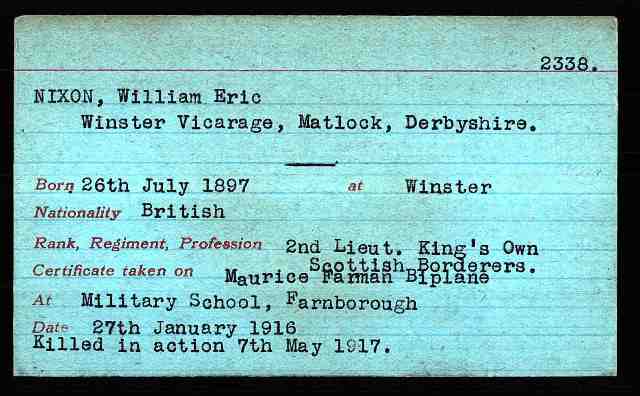 2338.
NIXON, William Eric
Winster Vicarage, Matlock, Derbyshire.
Born 26th July 1897 at Winster
Nationality British
Rank, Regiment, Profession 2nd Lieut. King's Own
Scottish Borderers.
Certificate taken on Maurice Farman Biplane
At Military School, Farnborough
Date 27th January 1916
Killed in action 7th May 1917.